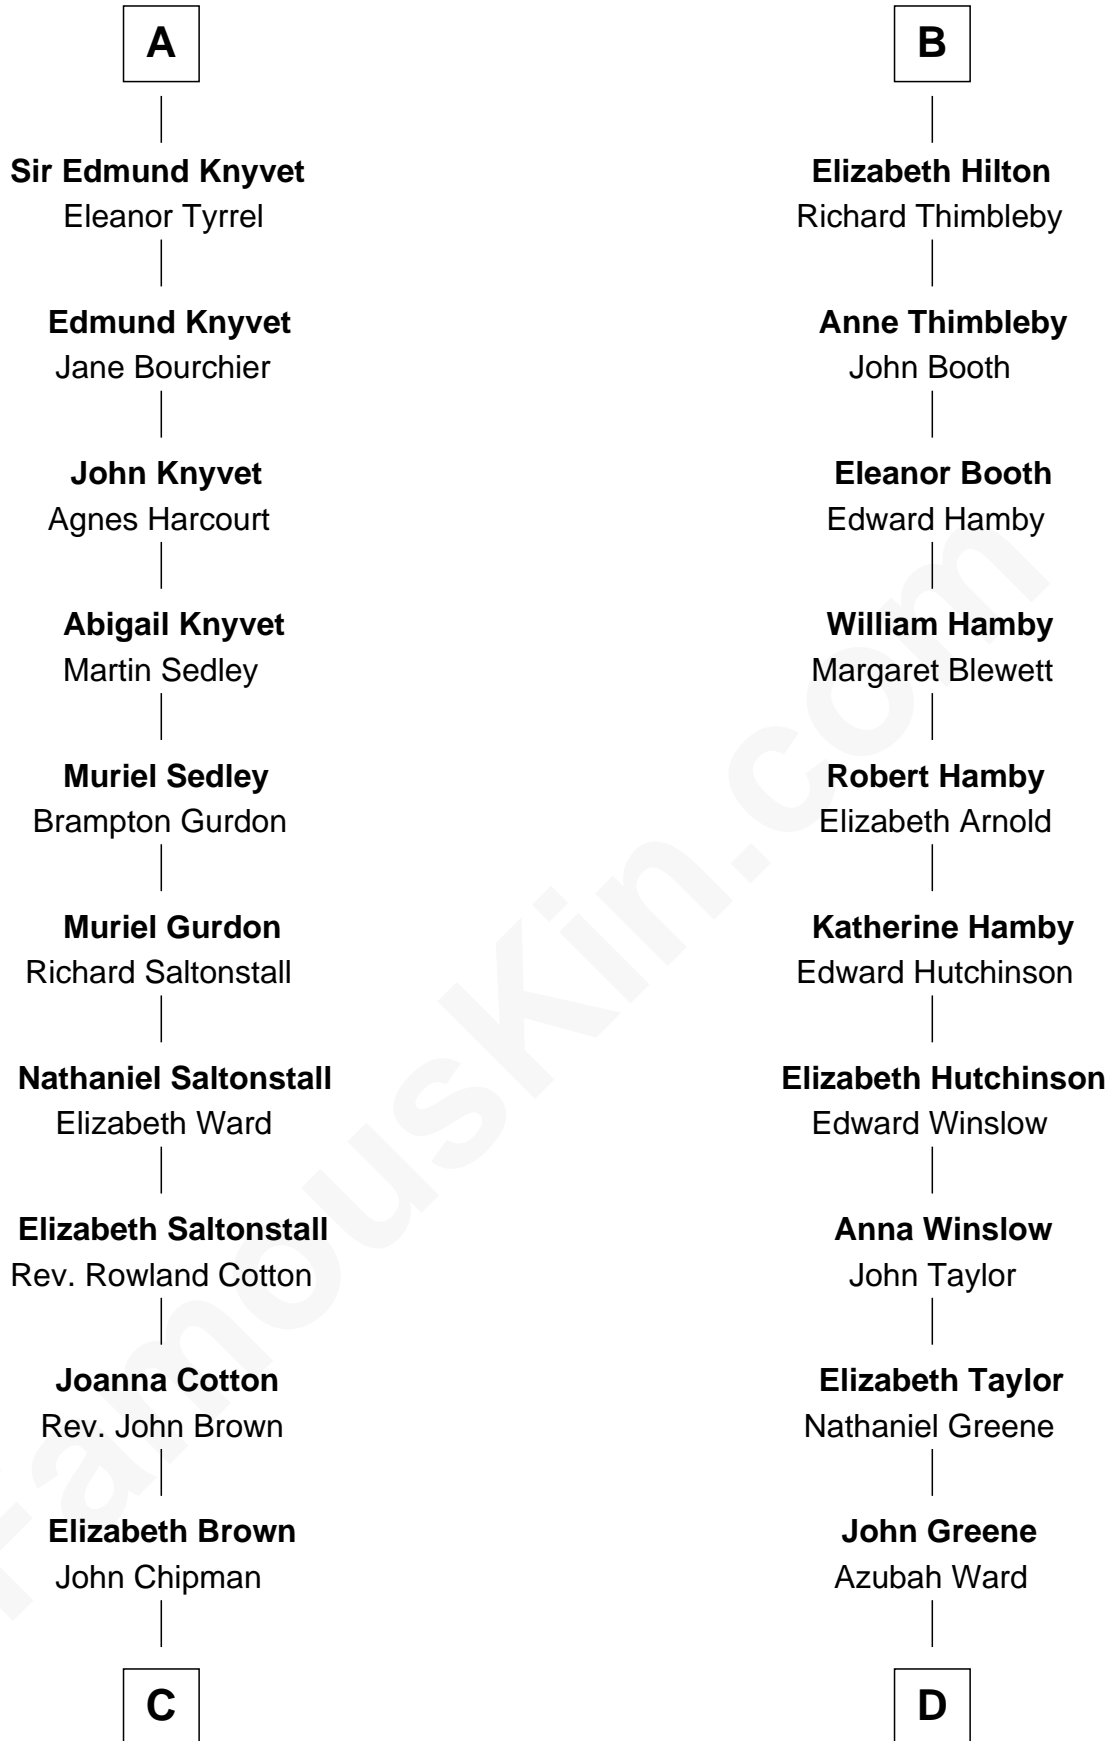 A
Sir Edmund Knyvet
Eleanor Tyrrel
Edmund Knyvet
Jane Bourchier
John Knyvet
Agnes Harcourt
Abigail Knyvet
Martin Sedley
Muriel Sedley
Brampton Gurdon
Muriel Gurdon
Richard Saltonstall
Nathaniel Saltonstall
Elizabeth Ward
Elizabeth Saltonstall
Rev. Rowland Cotton
Joanna Cotton
Rev. John Brown
Elizabeth Brown
John Chipman
C
B
Elizabeth Hilton
Richard Thimbleby
Anne Thimbleby
John Booth
Eleanor Booth
Edward Hamby
William Hamby
Margaret Blewett
Robert Hamby
Elizabeth Arnold
Katherine Hamby
Edward Hutchinson
Elizabeth Hutchinson
Edward Winslow
Anna Winslow
John Taylor
Elizabeth Taylor
Nathaniel Greene
John Greene
Azubah Ward
D
FamousKin.com